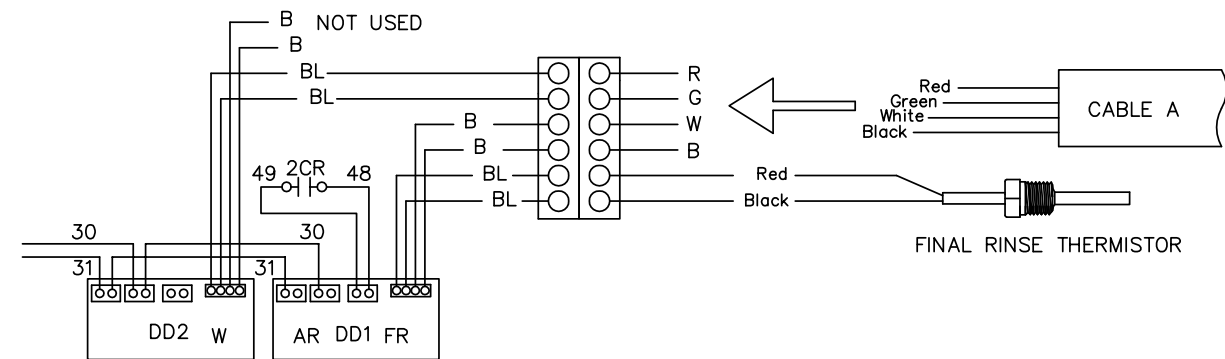 B NOT USED
B
BL R
BL G
B W
B B
BL Red
BL Black
Red
Green
White
Black
CABLE A
49 2CR 48
FINAL RINSE THERMISTOR
30 30
31 31
DD2 W AR DD1 FR